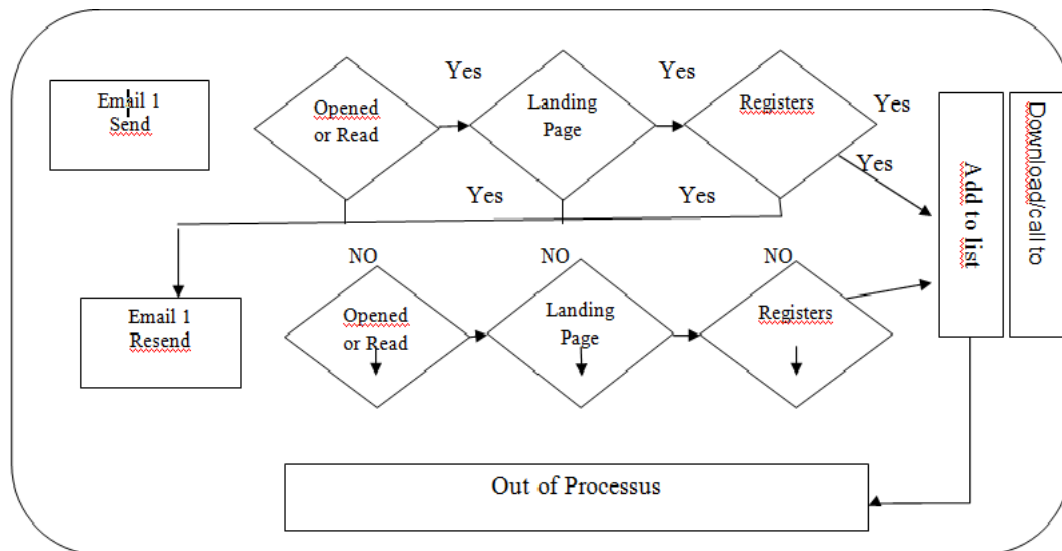 Yes
Yes
Email 1
Send
Opened
or Read
Landing
Page
Registers
Yes
Yes
Yes
Yes
Add to list
Download/call to
NO
NO
NO
Email 1
Resend
Opened
or Read
Landing
Page
Registers
Out of Processus